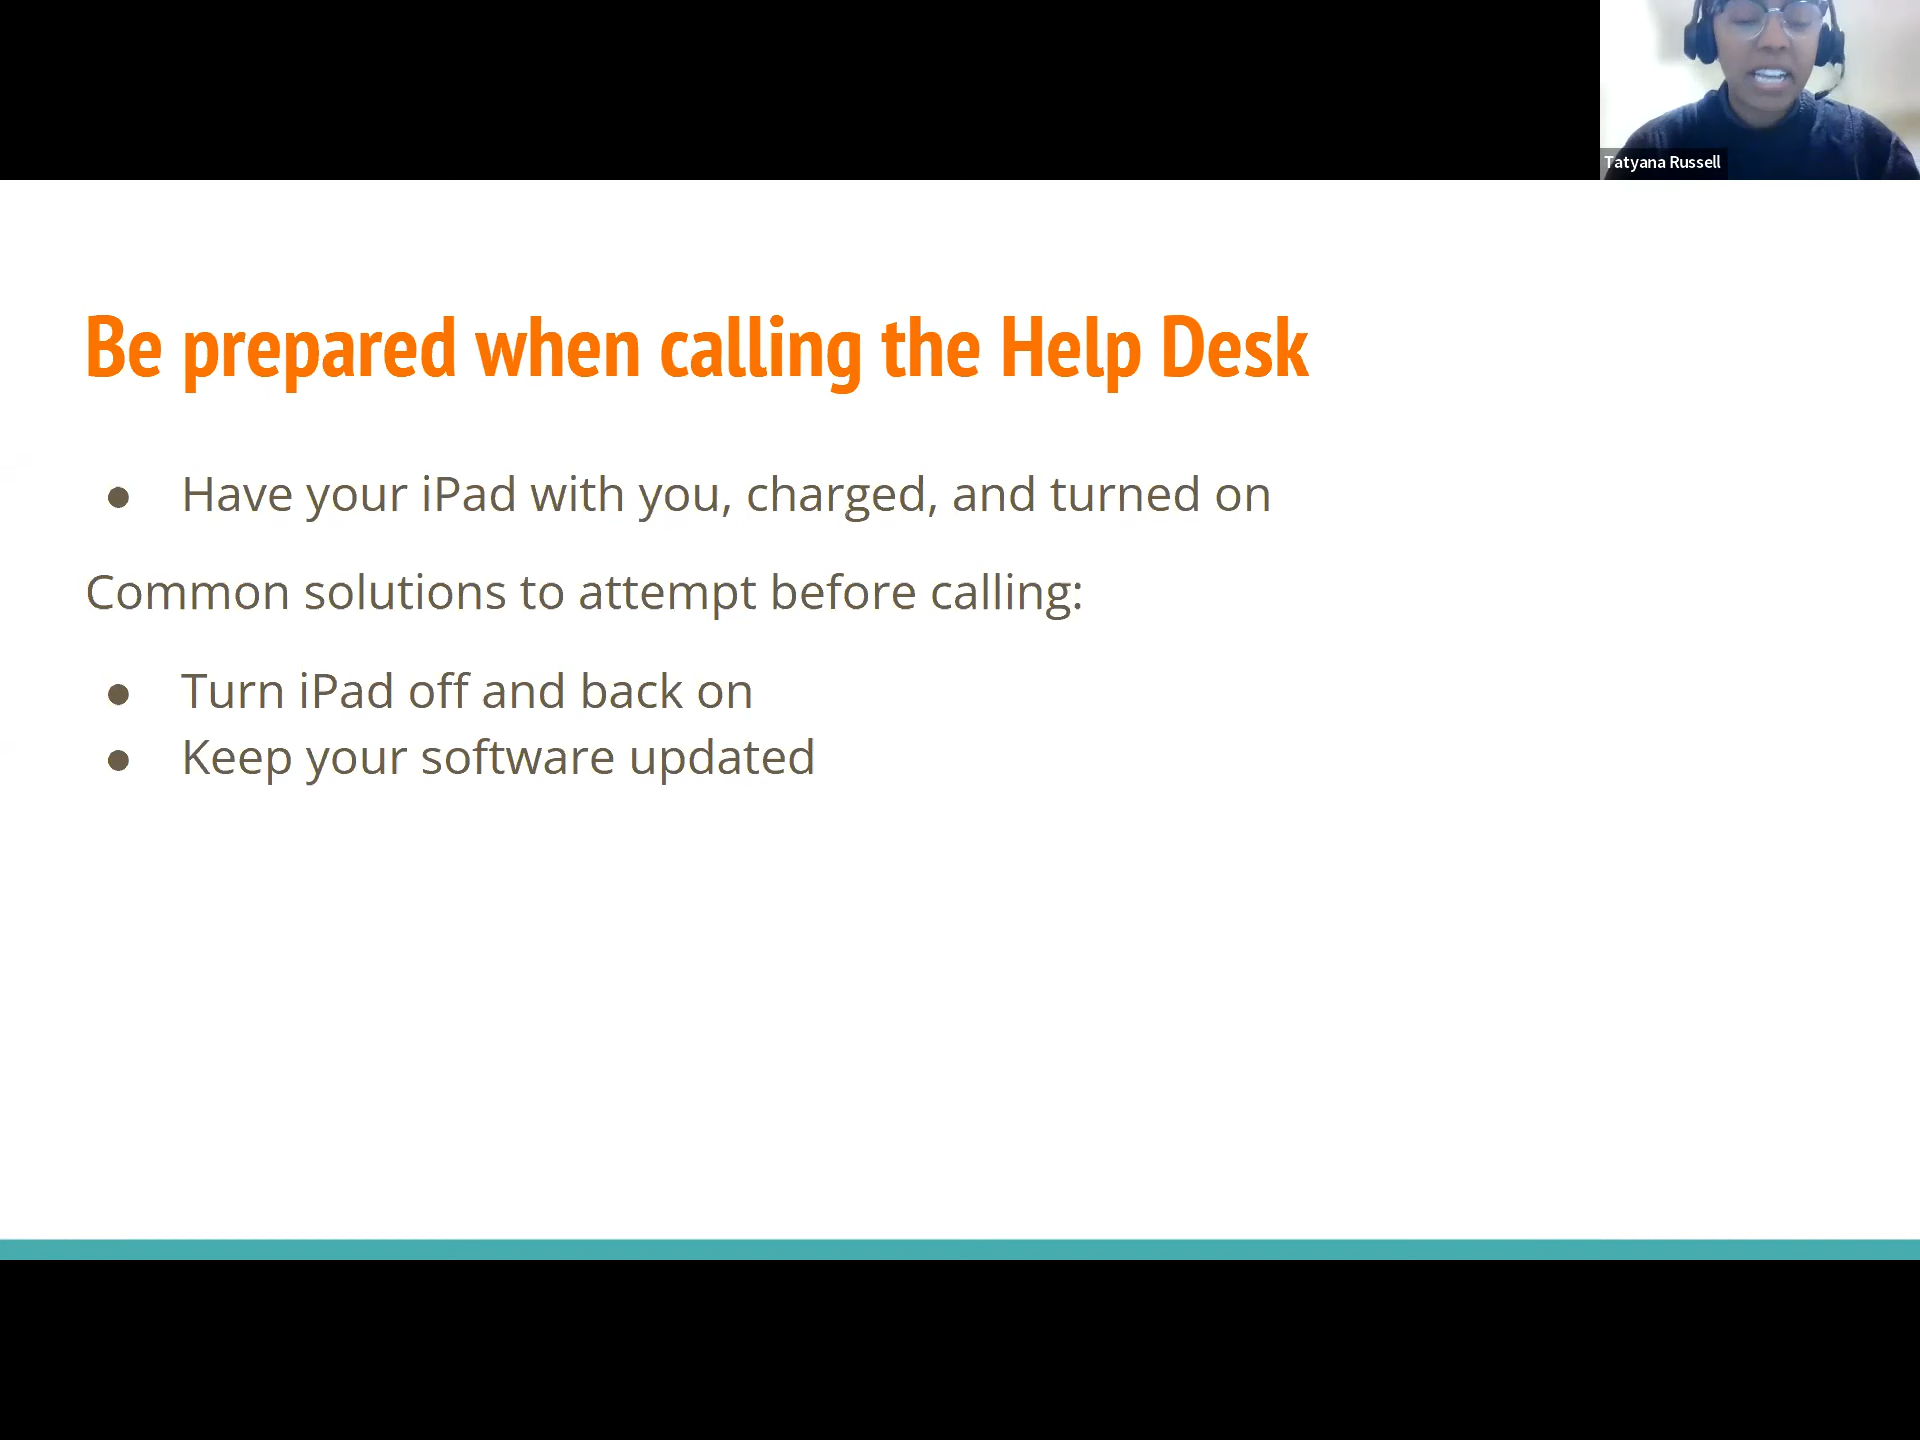 Tatyana Russell
Be prepared when calling the Help Desk
● Have your iPad with you, charged, and turned on
Common solutions to attempt before calling:
● Turn iPad off and back on
● Keep your software updated